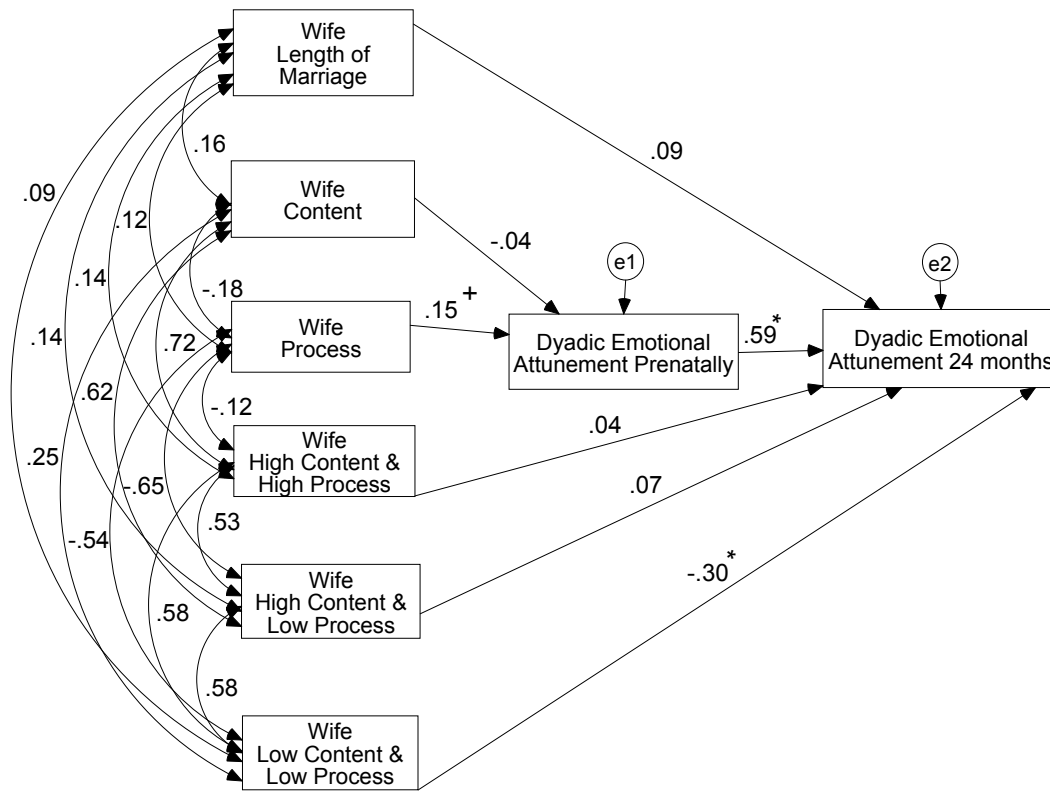 Wife
Length of
Marriage
.09
.16
.09
Wife
Content
.12
-.04
e1
e2
.14
-.18
.15 +
Wife
Process
.14
.72
Dyadic Emotional
Attunement Prenatally
.59*
Dyadic Emotional
Attunement 24 months
.62
-.12
.04
Wife
High Content &
High Process
.25
-.65
.07
.53
-.54
-.30*
Wife
High Content &
Low Process
.58
.58
Wife
Low Content &
Low Process